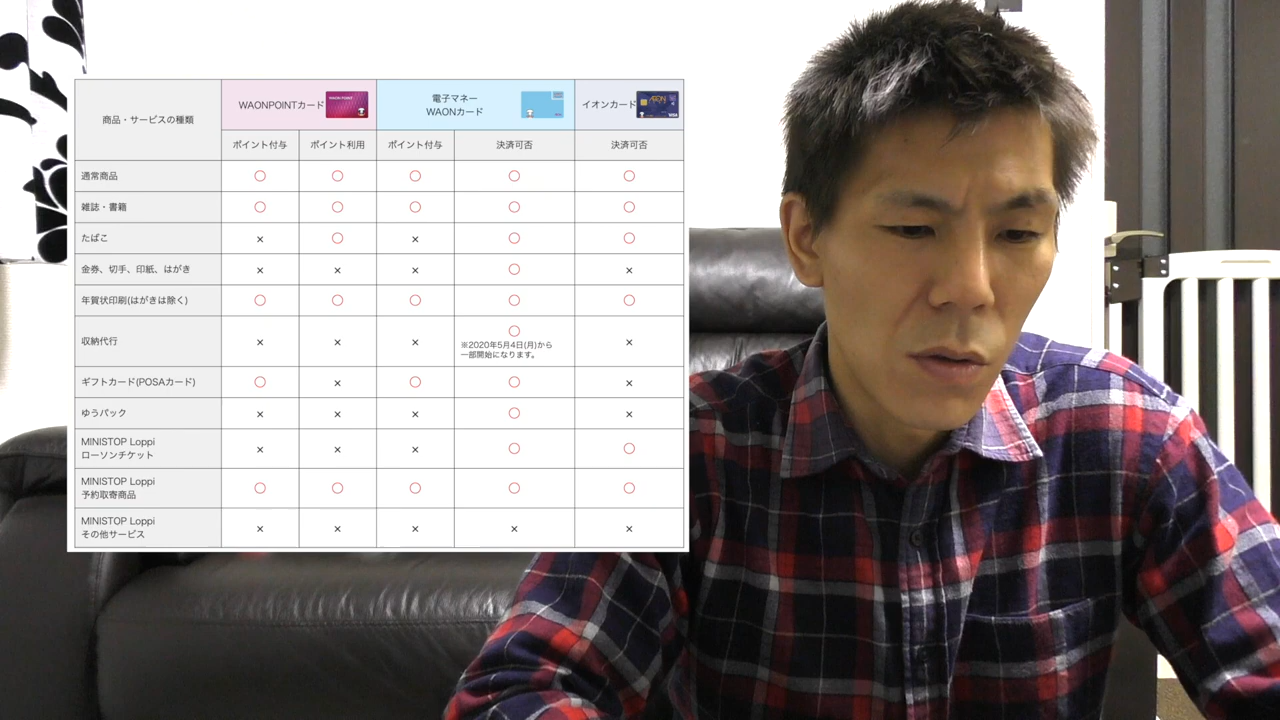 商品・サービスの種類
WAONPOINTカード
WAON POINT
電子マネー
WAONカード
イオンカード
AEON
VISA
ポイント付与
ポイント利用
ポイント付与
決済可否
決済可否
通常商品 ○ ○ ○ ○ ○
雑誌・書籍 ○ ○ ○ ○ ○
たばこ × ○ × ○ ○
金券、切手、印紙、はがき × × × ○ ×
年賀状印刷(はがきは除く) ○ ○ ○ ○ ○
収納代行 × × × ○ ×
※2020年5月4日(月)から
一部開始になります。
ギフトカード(POSAカード) ○ × ○ ○ ×
ゆうパック × × × ○ ×
MINISTOP Loppi
ローソンチケット × × × ○ ○
MINISTOP Loppi
予約取寄商品 ○ ○ ○ ○ ○
MINISTOP Loppi
その他サービス × × × × ×